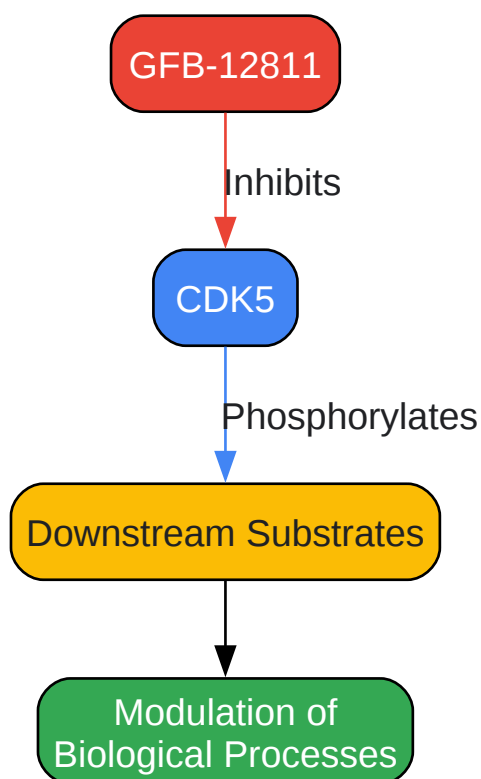 GFB-12811
Inhibits
CDK5
Phosphorylates
Downstream Substrates
Modulation of
Biological Processes